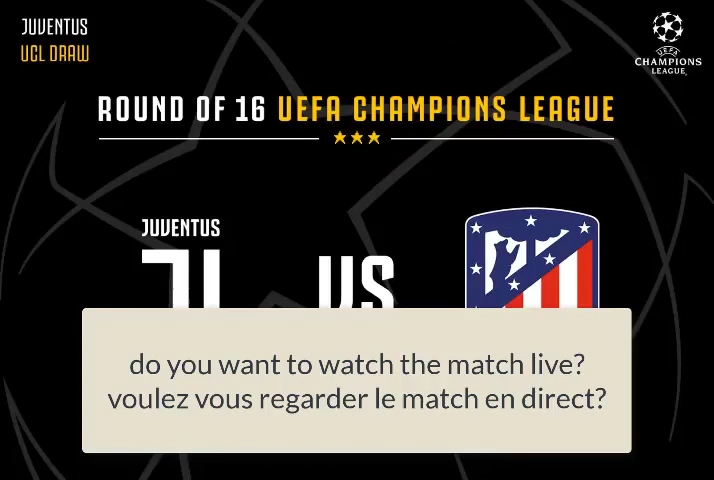 JUVENTUS
UCL DRAW
UEFA
CHAMPIONS
LEAGUE
ROUND OF 16 UEFA CHAMPIONS LEAGUE
JUVENTUS
VS
do you want to watch the match live?
voulez vous regarder le match en direct?